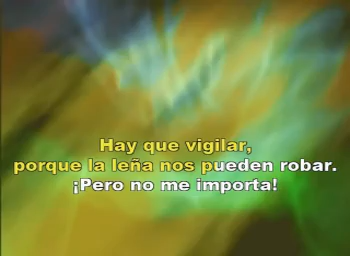 Hay que vigilar,
porque la leña nos pueden robar.
¡Pero no me importa!